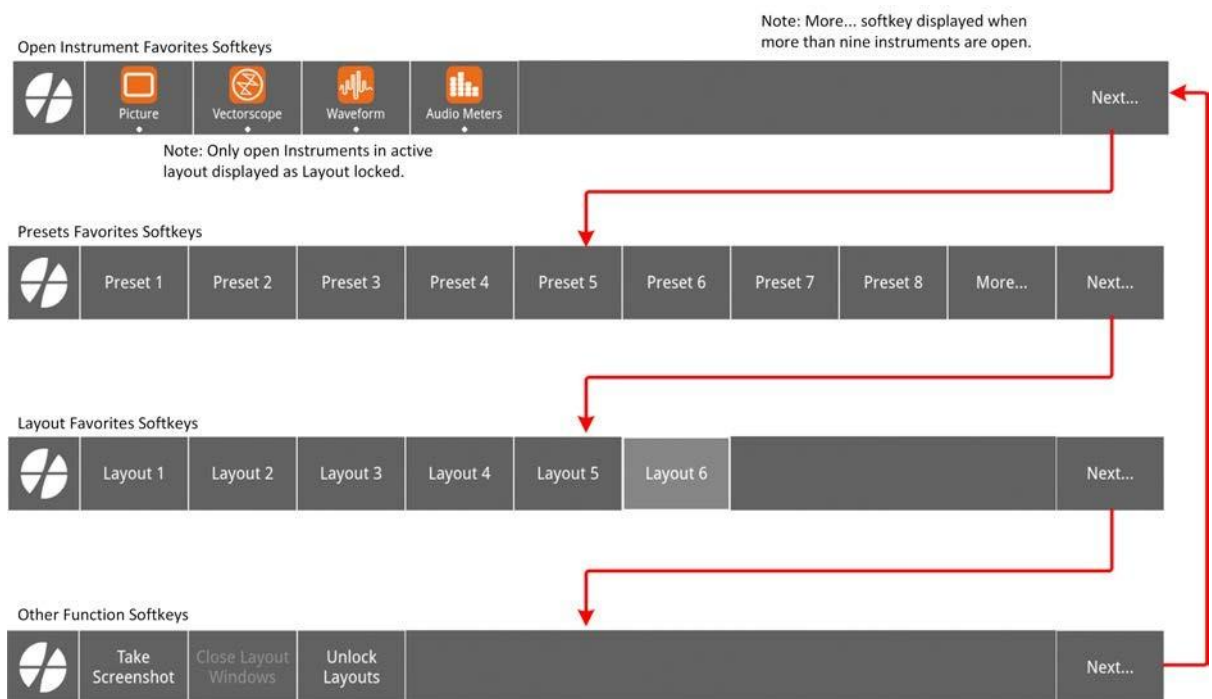 Note: More... softkey displayed when
more than nine instruments are open.
Open Instrument Favorites Softkeys
Picture
Vectorscope
Waveform
Audio Meters
Next...
Note: Only open Instruments in active
layout displayed as Layout locked.
Presets Favorites Softkeys
Preset 1
Preset 2
Preset 3
Preset 4
Preset 5
Preset 6
Preset 7
Preset 8
More...
Next...
Layout Favorites Softkeys
Layout 1
Layout 2
Layout 3
Layout 4
Layout 5
Layout 6
Next...
Other Function Softkeys
Take
Screenshot
Close Layout
Windows
Unlock
Layouts
Next...